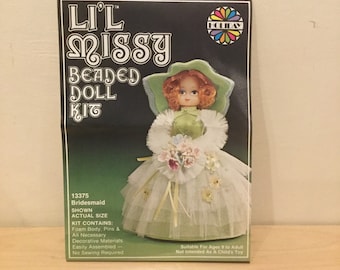 LI'L
MISSY
BEADED
DOLL
KIT
HOLIDAY
13375
Bridesmaid
SHOWN
ACTUAL SIZE
KIT CONTAINS:
Foam Body, Pins &
All Necessary
Decorative Materials
Easily Assembled –
No Sewing Required
Suitable For Ages 9 to Adult
Not Intended As A Child's Toy